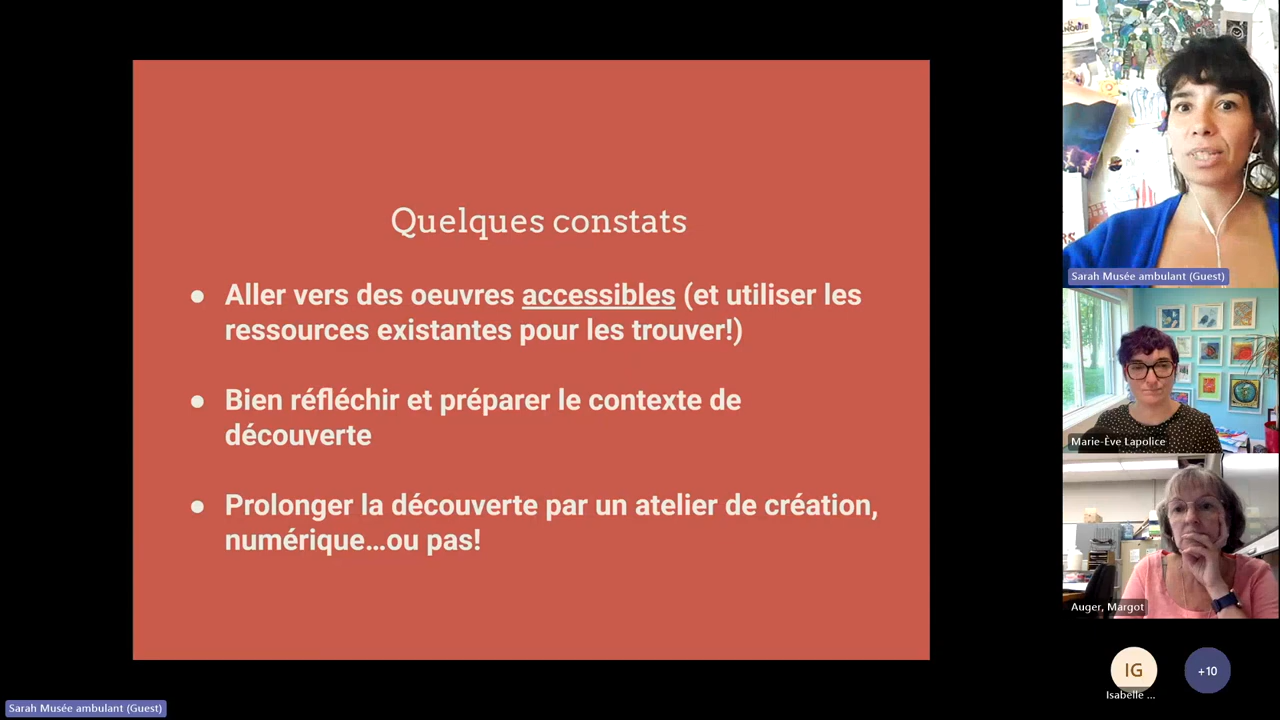 Quelques constats
● Aller vers des oeuvres accessibles (et utiliser les
ressources existantes pour les trouver!)
● Bien réfléchir et préparer le contexte de
découverte
● Prolonger la découverte par un atelier de création,
numérique…ou pas!
Sarah Musée ambulant (Guest)
Marie-Ève Lapolice
Auger, Margot
IG
+10
Isabelle ...
Sarah Musée ambulant (Guest)